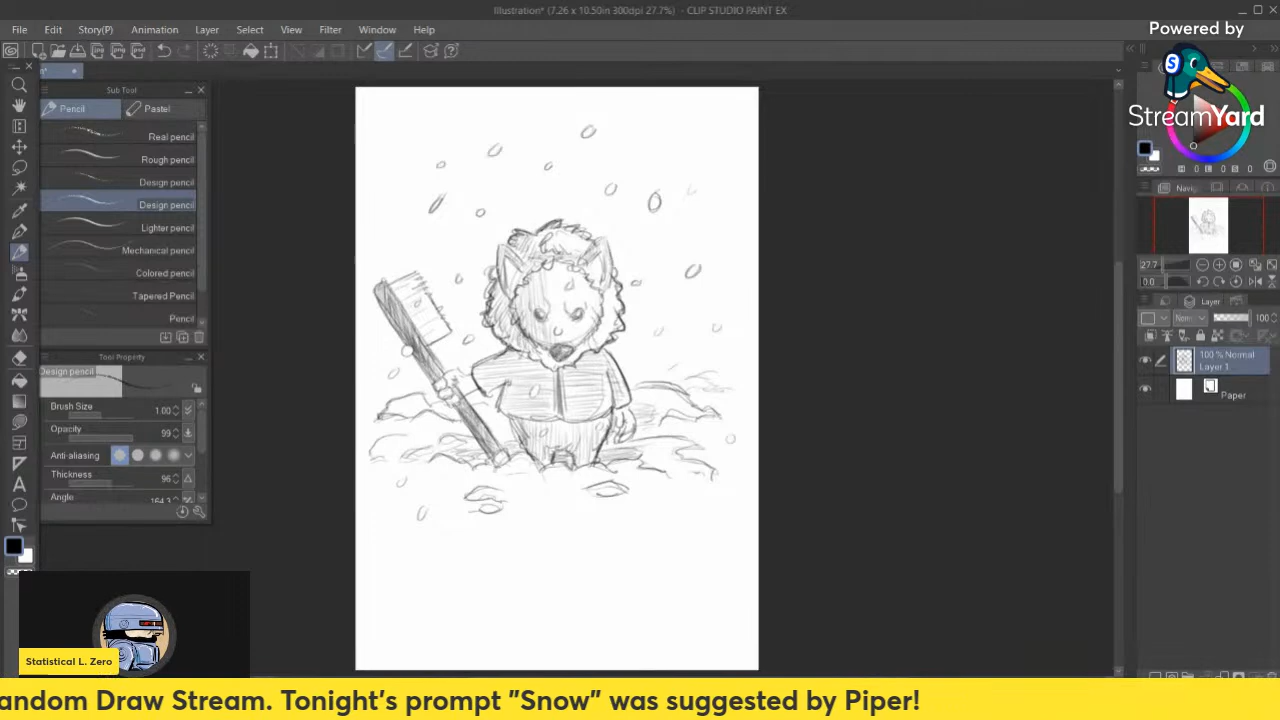 Illustration* (7.26 x 10.50in 300dpi 27.7%) - CLIP STUDIO PAINT EX
File Edit Story(P) Animation Layer Select View Filter Window Help
Powered by
StreamYard
Sub Tool
Pencil Pastel
Real pencil
Rough pencil
Design pencil
Design pencil
Lighter pencil
Mechanical pencil
Colored pencil
Tapered Pencil
Pencil
Tool Property
Design pencil
Brush Size 1.00
Opacity 99
Anti-aliasing
Thickness 96
Angle 164.3
Navi
27.7
0.0
Layer
Norm 100
100 % Normal
Layer 1
Paper
Statistical L. Zero
andom Draw Stream. Tonight's prompt "Snow" was suggested by Piper!